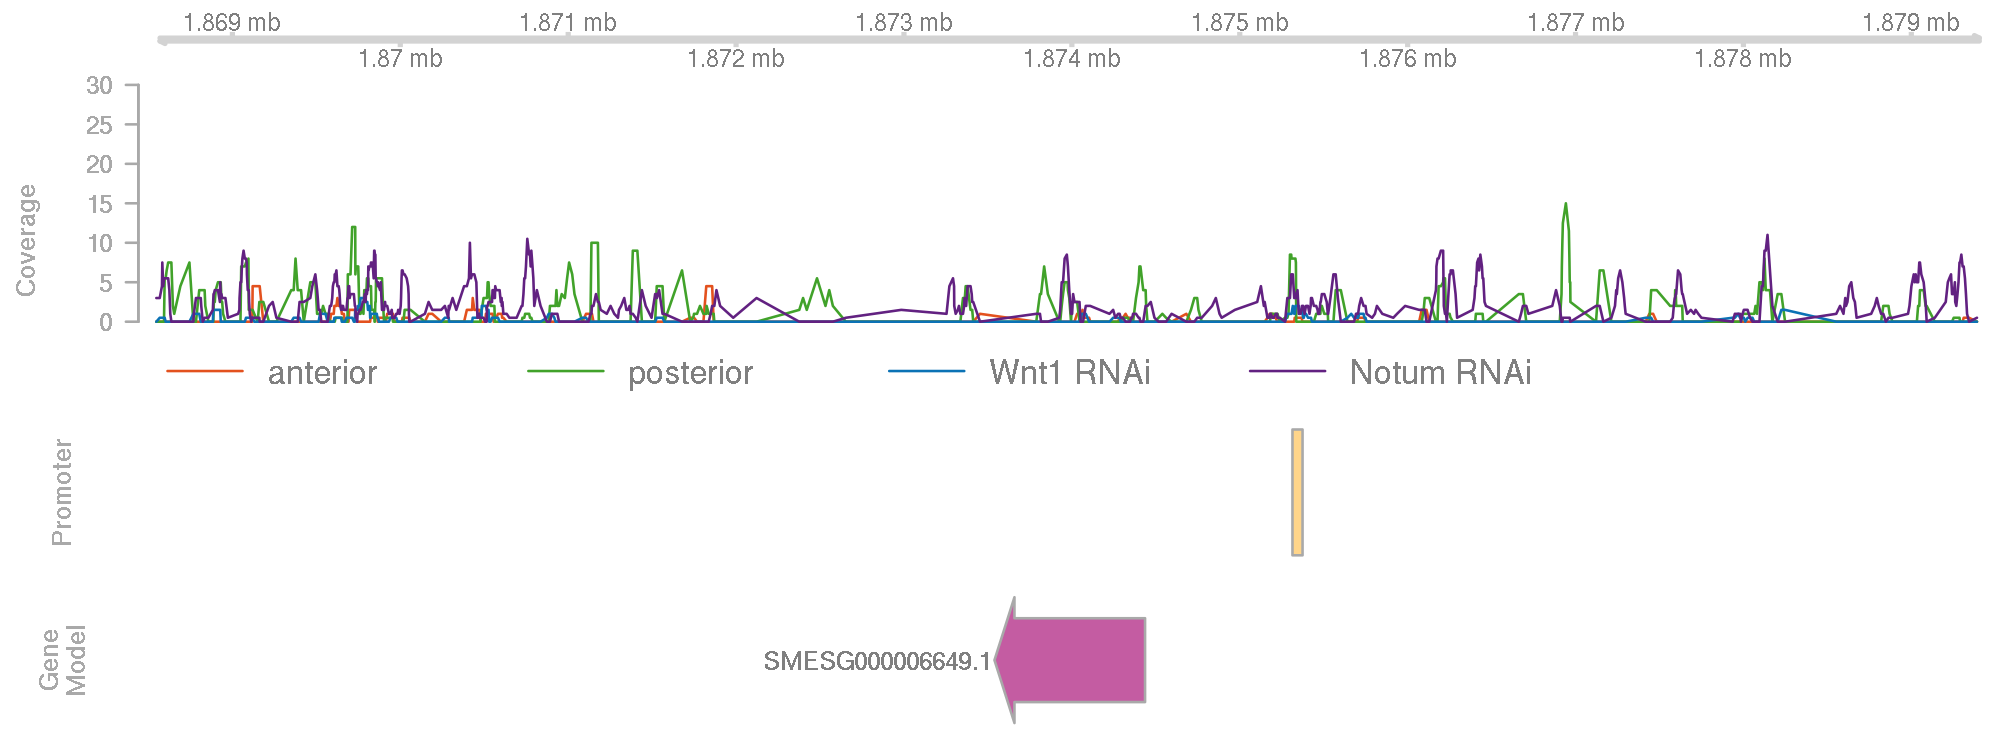 1.869 mb 1.871 mb 1.873 mb 1.875 mb 1.877 mb 1.879 mb
1.87 mb 1.872 mb 1.874 mb 1.876 mb 1.878 mb
30
25
20
15
10
5
0
Coverage
anterior posterior Wnt1 RNAi Notum RNAi
Promoter
Gene
Model
SMESG000006649.1